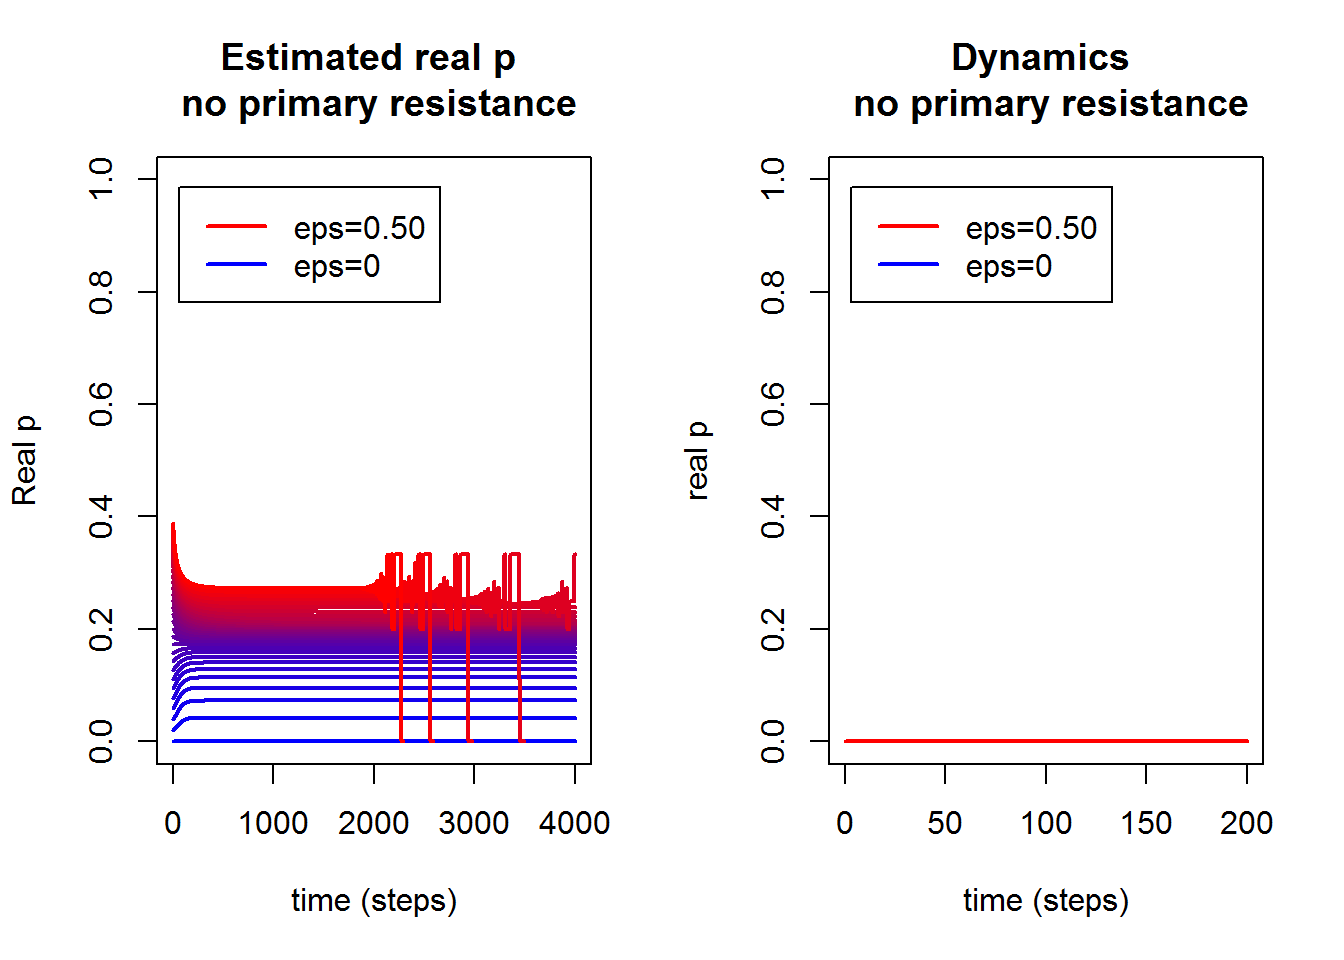 Estimated real p
no primary resistance
Real p
0.0 0.2 0.4 0.6 0.8 1.0
eps=0.50
eps=0
0 1000 2000 3000 4000
time (steps)
Dynamics
no primary resistance
real p
0.0 0.2 0.4 0.6 0.8 1.0
eps=0.50
eps=0
0 50 100 150 200
time (steps)